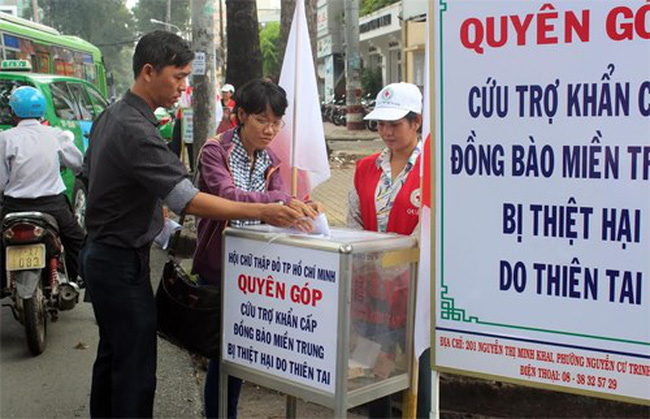 QUYÊN GÓP
CỨU TRỢ KHẨN CẤP
ĐỒNG BÀO MIỀN TRUNG
BỊ THIỆT HẠI
DO THIÊN TAI
ĐỊA CHỈ: 201 NGUYỄN THỊ MINH KHAI, PHƯỜNG NGUYỄN CƯ TRINH
ĐIỆN THOẠI: 08 - 38 32 57 29
HỘI CHỮ THẬP ĐỎ TP HỒ CHÍ MINH
QUYÊN GÓP
CỨU TRỢ KHẨN CẤP
ĐỒNG BÀO MIỀN TRUNG
BỊ THIỆT HẠI DO THIÊN TAI